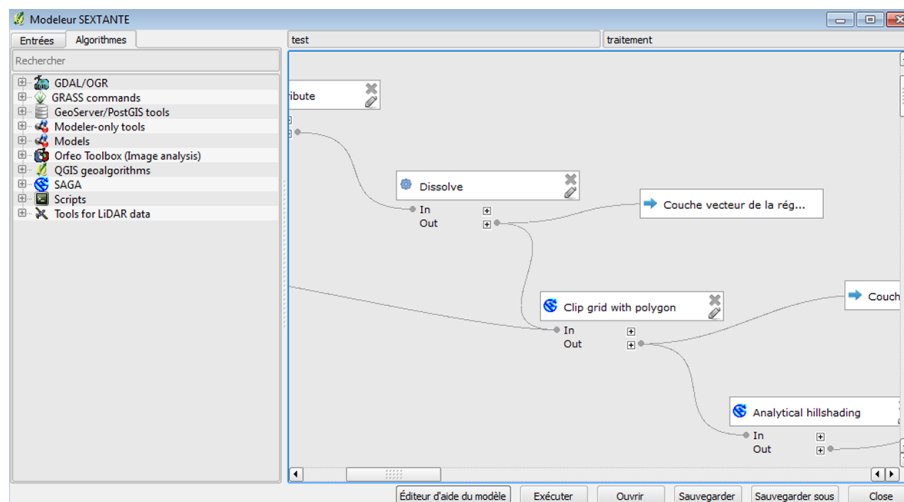 Modeleur SEXTANTE
Entrées Algorithmes
test traitement
Rechercher
GDAL/OGR
GRASS commands
GeoServer/PostGIS tools
Modeler-only tools
Models
Orfeo Toolbox (Image analysis)
QGIS geoalgorithms
SAGA
Scripts
Tools for LiDAR data
ribute
Dissolve
In
Out
Couche vecteur de la rég...
Clip grid with polygon
In
Out
Couch
Analytical hillshading
In
Out
Éditeur d'aide du modèle Exécuter Ouvrir Sauvegarder Sauvegarder sous Close